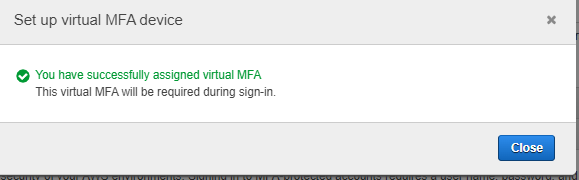 Set up virtual MFA device
You have successfully assigned virtual MFA
This virtual MFA will be required during sign-in.
Close